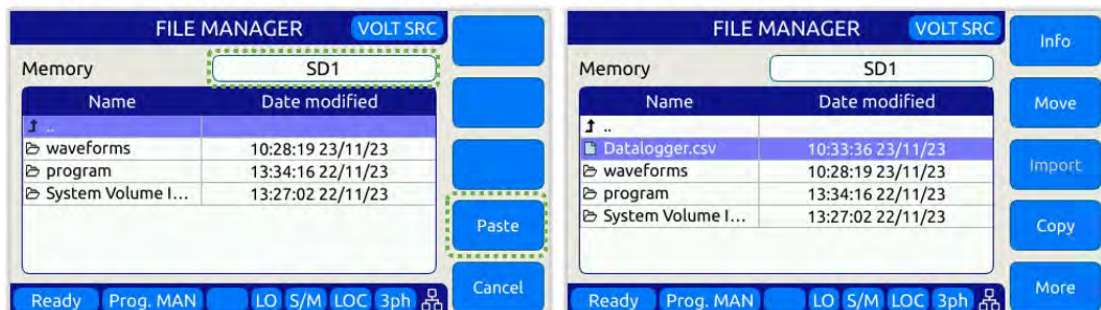 FILE MANAGER VOLT SRC
Memory SD1
Name Date modified
..
waveforms 10:28:19 23/11/23
program 13:34:16 22/11/23
System Volume I... 13:27:02 22/11/23
Paste
Cancel
Ready Prog. MAN LO S/M LOC 3ph
FILE MANAGER VOLT SRC
Memory SD1
Name Date modified
..
Datalogger.csv 10:33:36 23/11/23
waveforms 10:28:19 23/11/23
program 13:34:16 22/11/23
System Volume I... 13:27:02 22/11/23
Info
Move
Import
Copy
More
Ready Prog. MAN LO S/M LOC 3ph